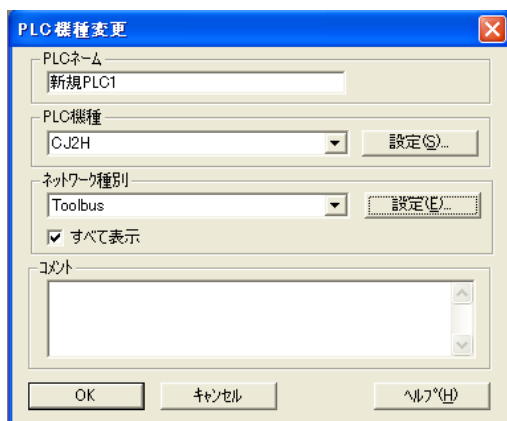 PLC機種変更
PLCネーム
新規PLC1
PLC機種
CJ2H
設定(S)...
ネットワーク種別
Toolbus
設定(E)...
すべて表示
コメント
OK
キャンセル
ヘルプ(H)